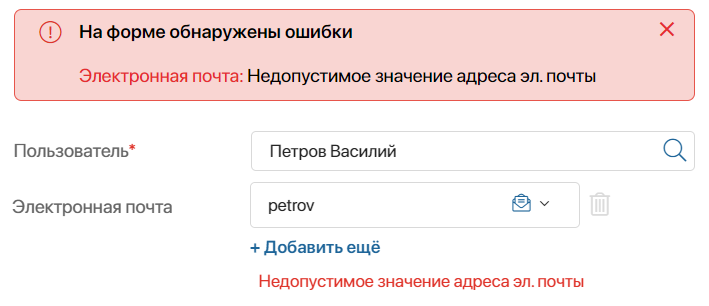 На форме обнаружены ошибки
Электронная почта: Недопустимое значение адреса эл. почты
Пользователь* Петров Василий
Электронная почта petrov
+ Добавить ещё
Недопустимое значение адреса эл. почты